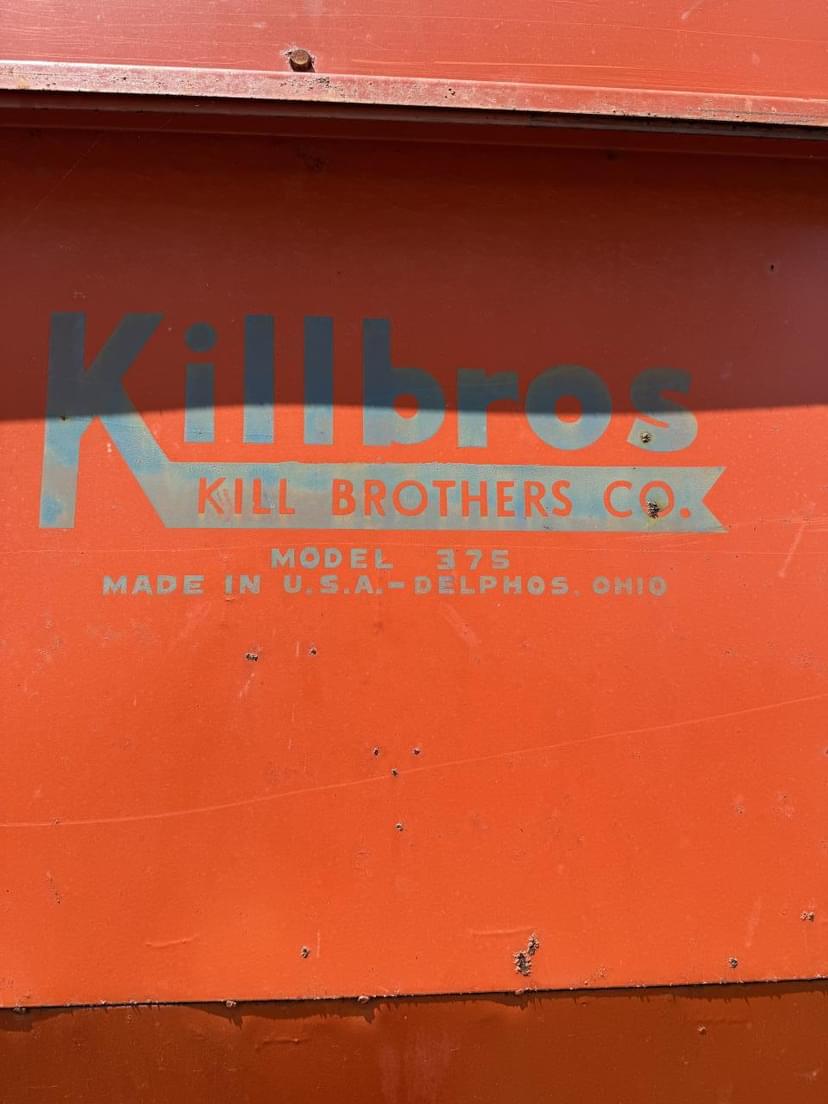 Killbros
KILL BROTHERS CO.
MODEL 375
MADE IN U.S.A.-DELPHOS, OHIO